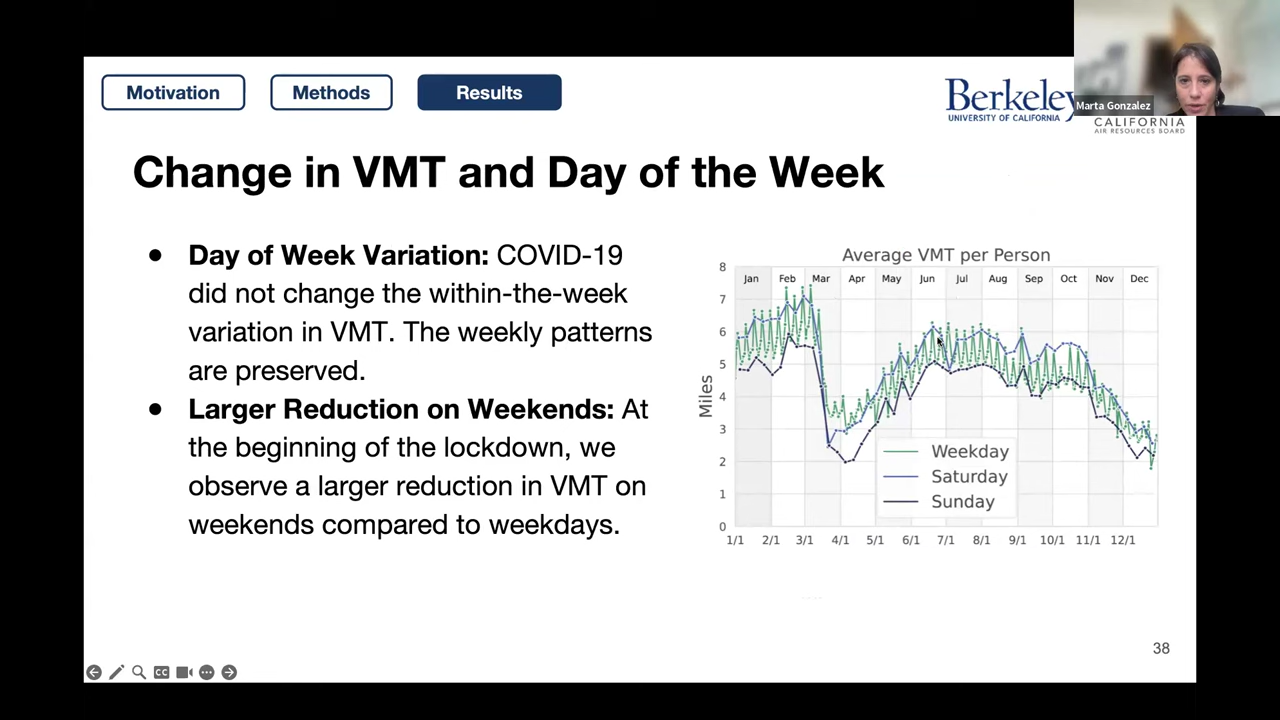 Motivation
Methods
Results
Berkeley
UNIVERSITY OF CALIFORNIA
CALIFORNIA
AIR RESOURCES BOARD
Marta Gonzalez
Change in VMT and Day of the Week
● Day of Week Variation: COVID-19
did not change the within-the-week
variation in VMT. The weekly patterns
are preserved.
● Larger Reduction on Weekends: At
the beginning of the lockdown, we
observe a larger reduction in VMT on
weekends compared to weekdays.
Average VMT per Person
Jan Feb Mar Apr May Jun Jul Aug Sep Oct Nov Dec
8
7
6
5
4
3
2
1
0
Miles
Weekday
Saturday
Sunday
1/1 2/1 3/1 4/1 5/1 6/1 7/1 8/1 9/1 10/1 11/1 12/1
38
CC